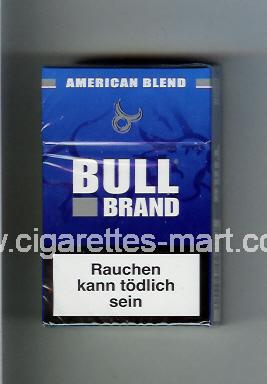 AMERICAN BLEND
BULL
BRAND
www.cigarettes-mart.com
Rauchen
kann tödlich
sein